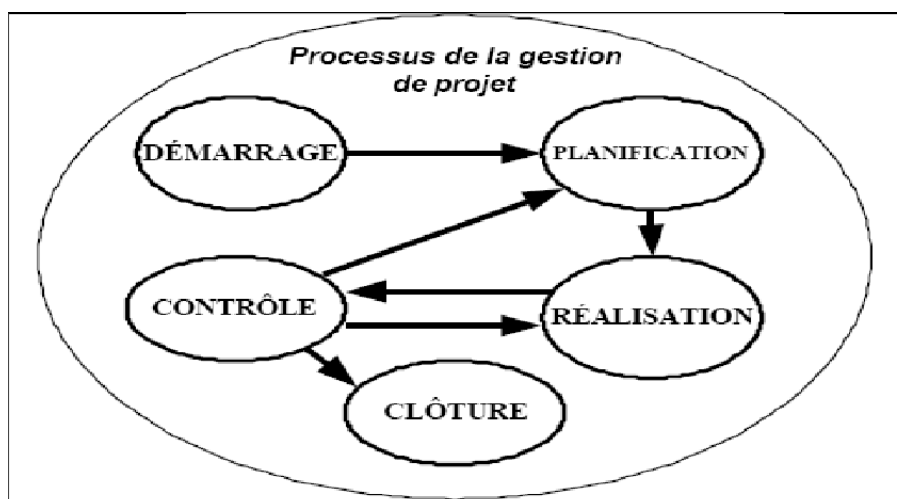 Processus de la gestion
de projet
DÉMARRAGE
PLANIFICATION
CONTRÔLE
RÉALISATION
CLÔTURE